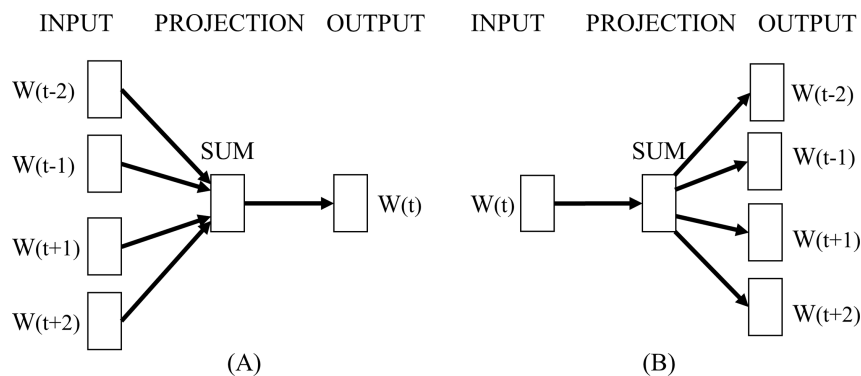 INPUT PROJECTION OUTPUT
W(t-2)
W(t-1)
SUM
W(t)
W(t+1)
W(t+2)
(A)
INPUT PROJECTION OUTPUT
W(t-2)
SUM
W(t-1)
W(t)
W(t+1)
W(t+2)
(B)